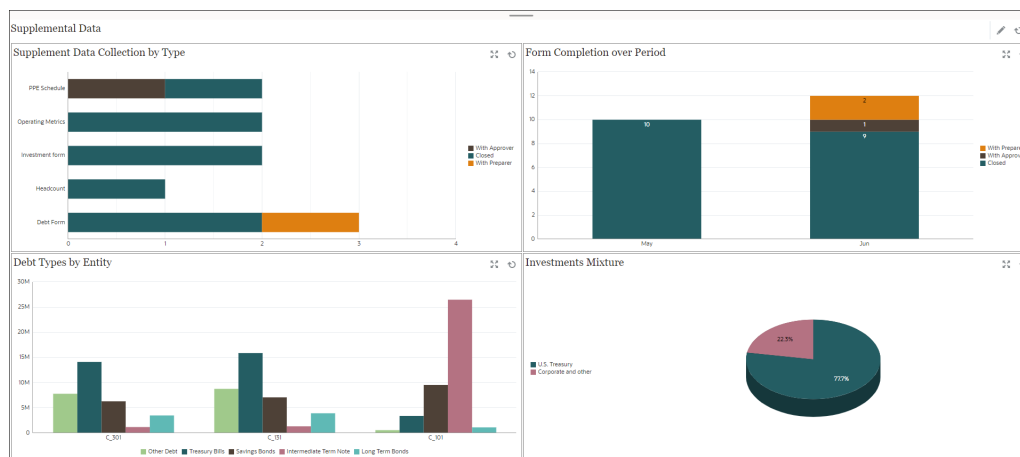 Supplemental Data
Supplement Data Collection by Type
PPE Schedule
Operating Metrics
Investment form
Headcount
Debt Form
0 1 2 3 4
With Approver
Closed
With Preparer
Form Completion over Period
14
12
10
8
6
4
2
0
10
2
1
9
May Jun
With Prepare
With Approv
Closed
Debt Types by Entity
30M
25M
20M
15M
10M
5M
0
C_301 C_131 C_101
Other Debt Treasury Bills Savings Bonds Intermediate Term Note Long Term Bonds
Investments Mixture
U.S. Treasury
Corporate and other
22.3%
77.7%